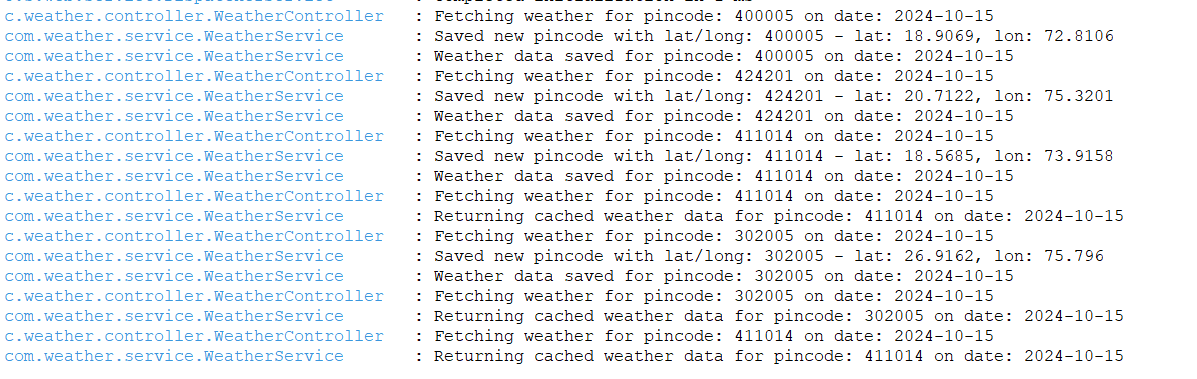 c.weather.controller.WeatherController : Fetching weather for pincode: 400005 on date: 2024-10-15
com.weather.service.WeatherService : Saved new pincode with lat/long: 400005 - lat: 18.9069, lon: 72.8106
com.weather.service.WeatherService : Weather data saved for pincode: 400005 on date: 2024-10-15
c.weather.controller.WeatherController : Fetching weather for pincode: 424201 on date: 2024-10-15
com.weather.service.WeatherService : Saved new pincode with lat/long: 424201 - lat: 20.7122, lon: 75.3201
com.weather.service.WeatherService : Weather data saved for pincode: 424201 on date: 2024-10-15
c.weather.controller.WeatherController : Fetching weather for pincode: 411014 on date: 2024-10-15
com.weather.service.WeatherService : Saved new pincode with lat/long: 411014 - lat: 18.5685, lon: 73.9158
com.weather.service.WeatherService : Weather data saved for pincode: 411014 on date: 2024-10-15
c.weather.controller.WeatherController : Fetching weather for pincode: 411014 on date: 2024-10-15
com.weather.service.WeatherService : Returning cached weather data for pincode: 411014 on date: 2024-10-15
c.weather.controller.WeatherController : Fetching weather for pincode: 302005 on date: 2024-10-15
com.weather.service.WeatherService : Saved new pincode with lat/long: 302005 - lat: 26.9162, lon: 75.796
com.weather.service.WeatherService : Weather data saved for pincode: 302005 on date: 2024-10-15
c.weather.controller.WeatherController : Fetching weather for pincode: 302005 on date: 2024-10-15
com.weather.service.WeatherService : Returning cached weather data for pincode: 302005 on date: 2024-10-15
c.weather.controller.WeatherController : Fetching weather for pincode: 411014 on date: 2024-10-15
com.weather.service.WeatherService : Returning cached weather data for pincode: 411014 on date: 2024-10-15